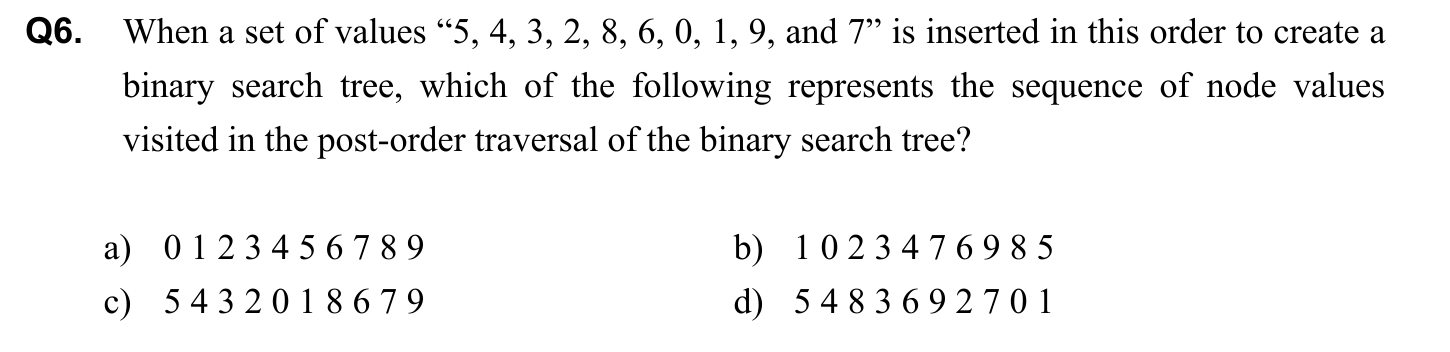 Q6. When a set of values “5, 4, 3, 2, 8, 6, 0, 1, 9, and 7” is inserted in this order to create a
binary search tree, which of the following represents the sequence of node values
visited in the post-order traversal of the binary search tree?
a) 0 1 2 3 4 5 6 7 8 9 b) 1 0 2 3 4 7 6 9 8 5
c) 5 4 3 2 0 1 8 6 7 9 d) 5 4 8 3 6 9 2 7 0 1